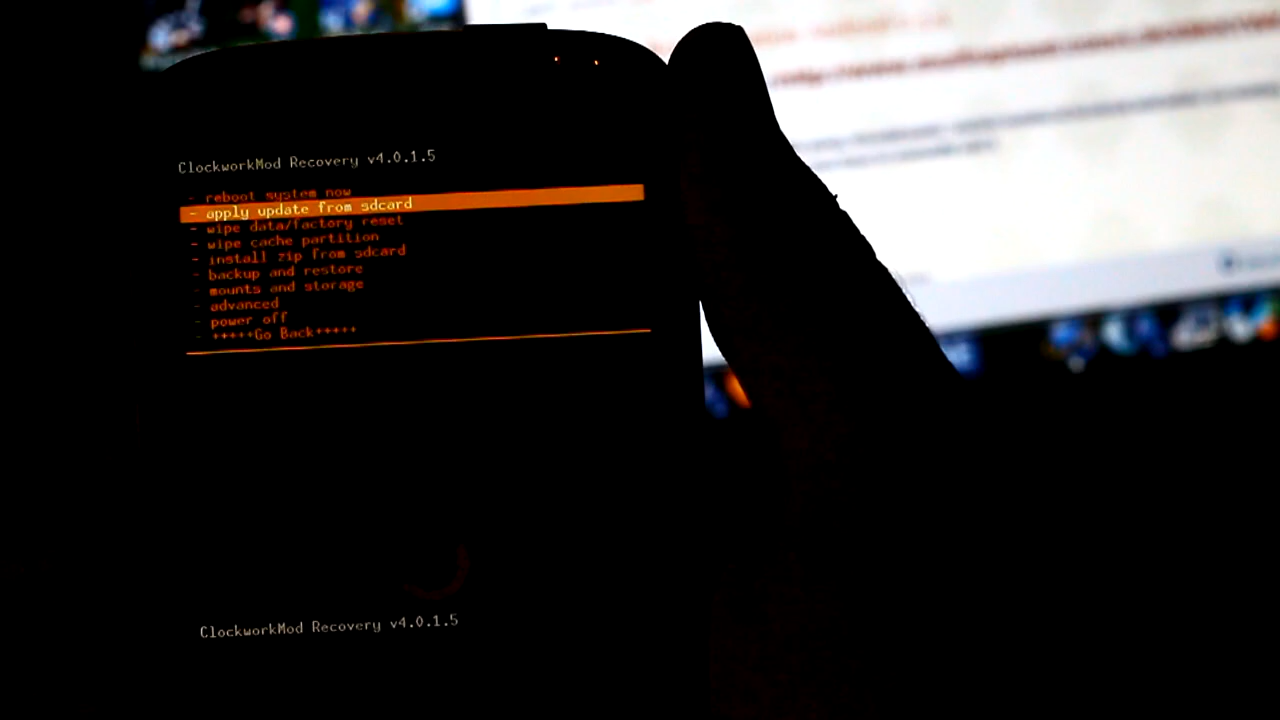 ClockworkMod Recovery v4.0.1.5
- reboot system now
- apply update from sdcard
- wipe data/factory reset
- wipe cache partition
- install zip from sdcard
- backup and restore
- mounts and storage
- advanced
- power off
- +++++Go Back+++++
ClockworkMod Recovery v4.0.1.5